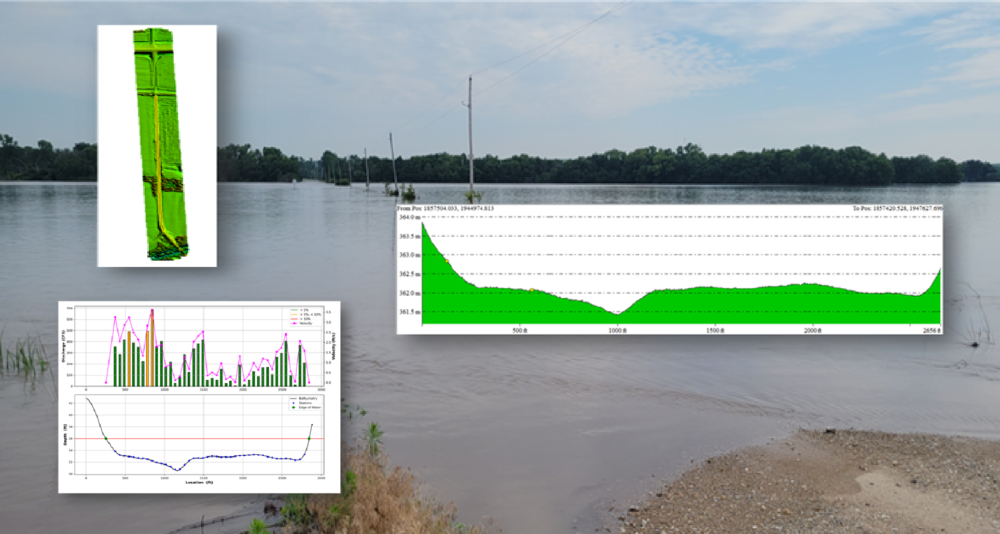 From Pos: 1857504.033, 1944974.813
To Pos: 1857420.528, 1947627.696
364.0 m
363.5 m
363.0 m
362.5 m
362.0 m
361.5 m
500 ft
1000 ft
1500 ft
2000 ft
2656 ft
Discharge (CFS)
700
600
500
400
300
200
100
0
< 5%
> 5%, < 10%
> 10%
Velocity
3.5
3.0
2.5
2.0
1.5
1.0
0.5
0.0
Velocity (ft/s)
0
500
1000
1500
2000
2500
3000
Depth (ft)
42
40
38
36
34
32
30
Bathymetry
Stations
Edge of Water
0
500
1000
1500
2000
2500
3000
Location (ft)